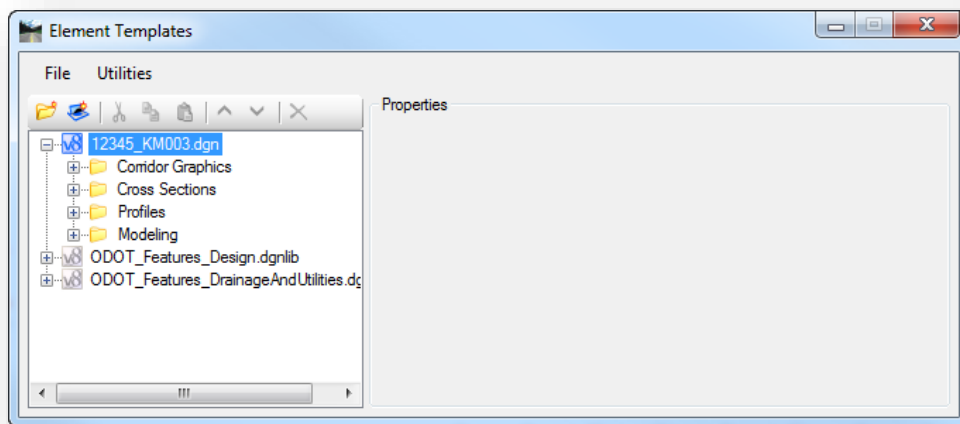 Element Templates
File Utilities
Properties
12345_KM003.dgn
Corridor Graphics
Cross Sections
Profiles
Modeling
ODOT_Features_Design.dgnlib
ODOT_Features_DrainageAndUtilities.dg